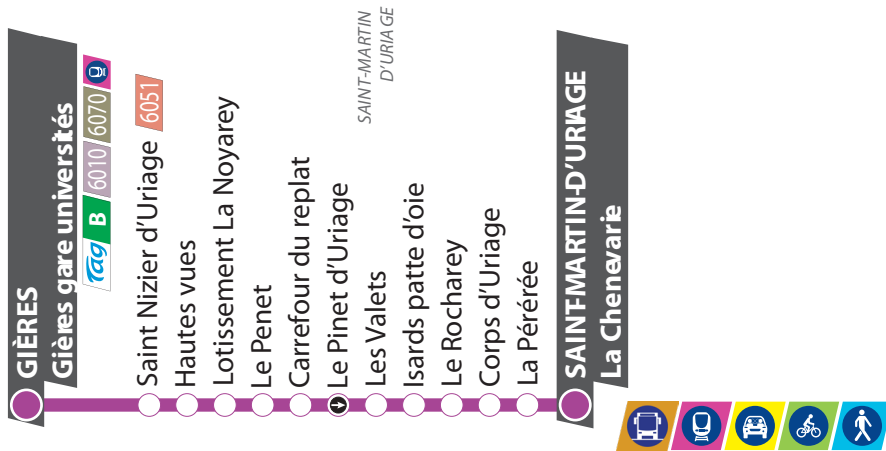 GIÈRES
Gières gare universités
Tag B 6010 6070
Saint Nizier d'Uriage 6051
Hautes vues
Lotissement La Noyarey
Le Penet
Carrefour du replat
Le Pinet d'Uriage
Les Valets
Isards patte d'oie
Le Rocharey
Corps d'Uriage
La Pérérée
SAINT-MARTIN
D'URIAGE
SAINT-MARTIN-D'URIAGE
La Chenevarie